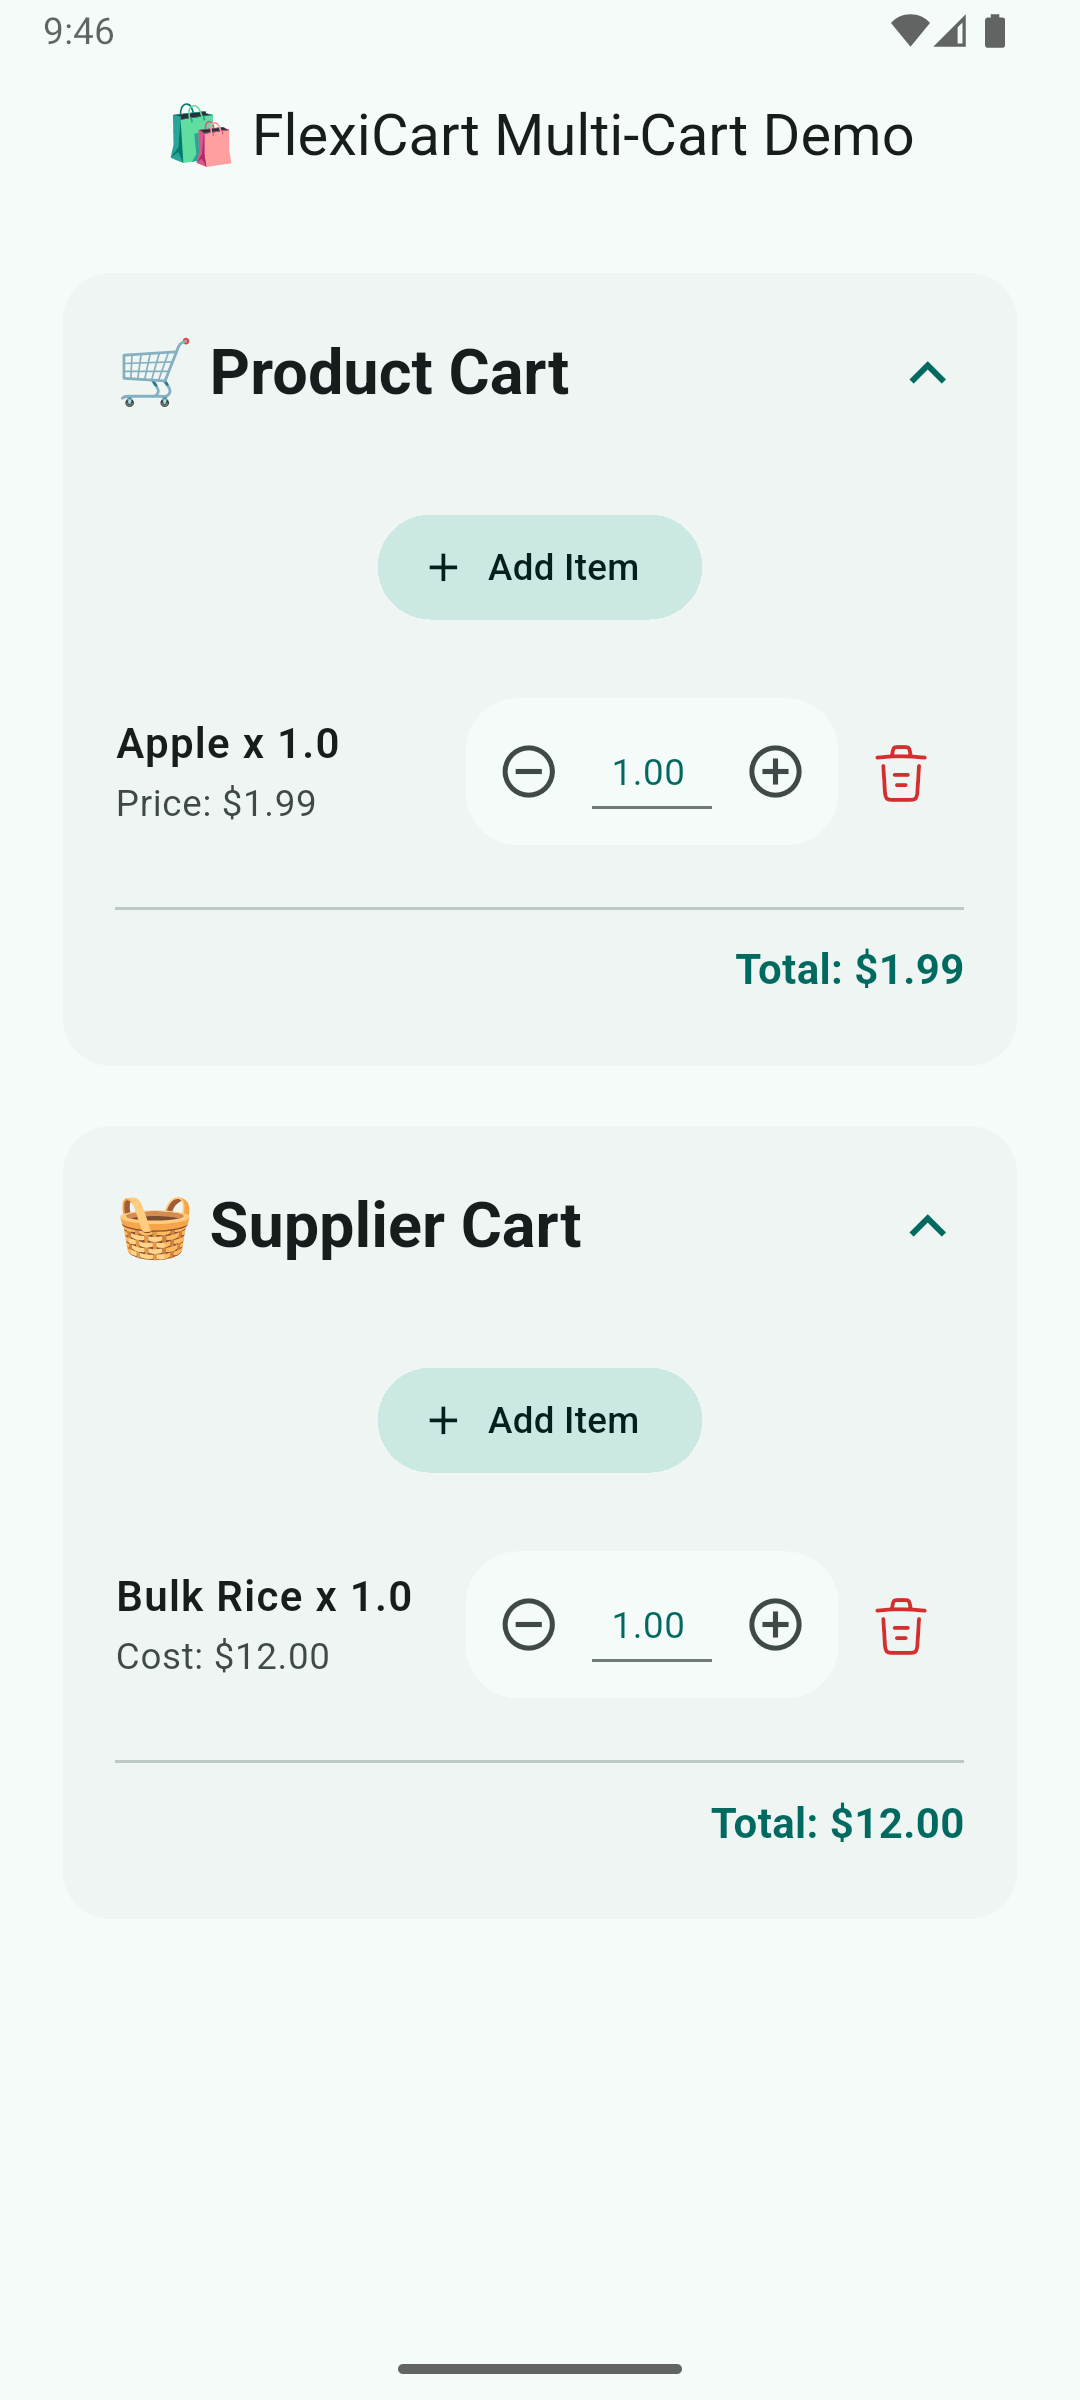 9:46
FlexiCart Multi-Cart Demo
Product Cart
Add Item
Apple x 1.0
Price: $1.99
1.00
Total: $1.99
Supplier Cart
Add Item
Bulk Rice x 1.0
Cost: $12.00
1.00
Total: $12.00